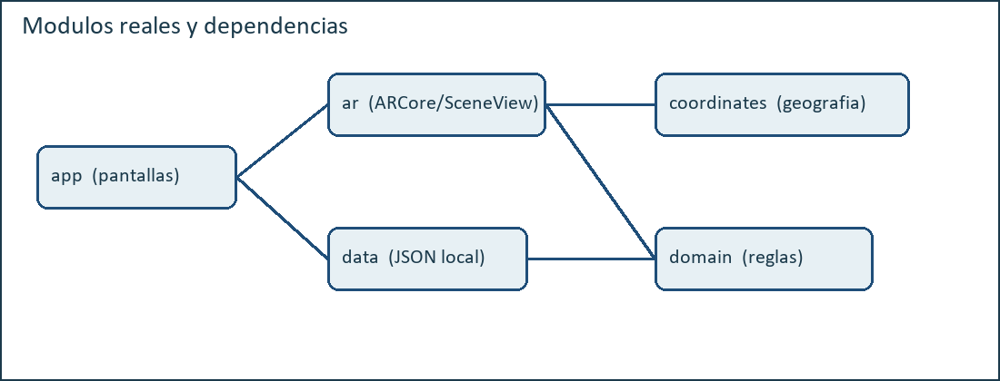 Modulos reales y dependencias
ar (ARCore/SceneView)
coordinates (geografia)
app (pantallas)
data (JSON local)
domain (reglas)